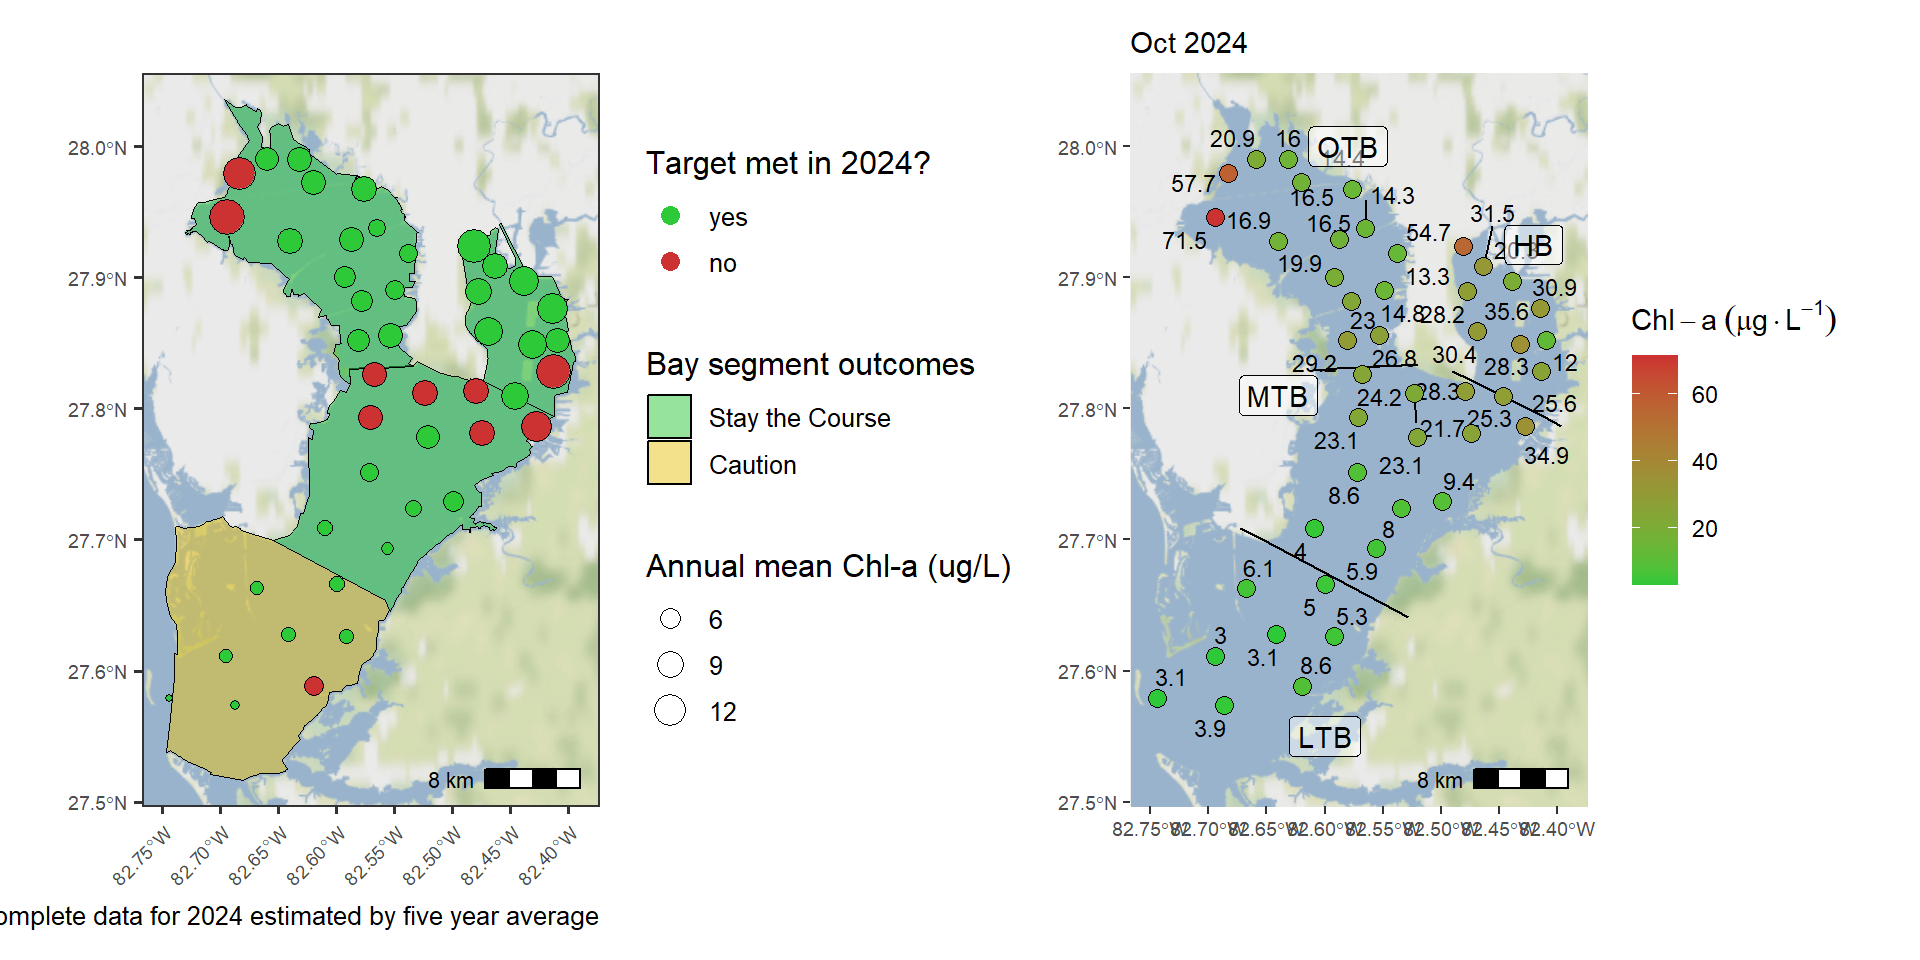 28.0°N
27.9°N
27.8°N
27.7°N
27.6°N
27.5°N
82.75°W
82.70°W
82.65°W
82.60°W
82.55°W
82.50°W
82.45°W
82.40°W
8 km
omplete data for 2024 estimated by five year average
Target met in 2024?
yes
no
Bay segment outcomes
Stay the Course
Caution
Annual mean Chl-a (ug/L)
6
9
12
Oct 2024
28.0°N
27.9°N
27.8°N
27.7°N
27.6°N
27.5°N
20.9
16
OTB
14.4
57.7
16.5
14.3
71.5
16.9
16.5
54.7
31.5
HB
19.9
13.3
30.9
23
14.8
28.2
35.6
29.2
26.8
30.4
28.3
12
MTB
24.2
28.3
25.6
23.1
21.7
25.3
23.1
34.9
8.6
9.4
8
4
6.1
5.9
5
5.3
3
3.1
8.6
3.1
3.9
LTB
8 km
82.75°W
82.70°W
82.65°W
82.60°W
82.55°W
82.50°W
82.45°W
82.40°W
Chl – a (μg · L⁻¹)
60
40
20